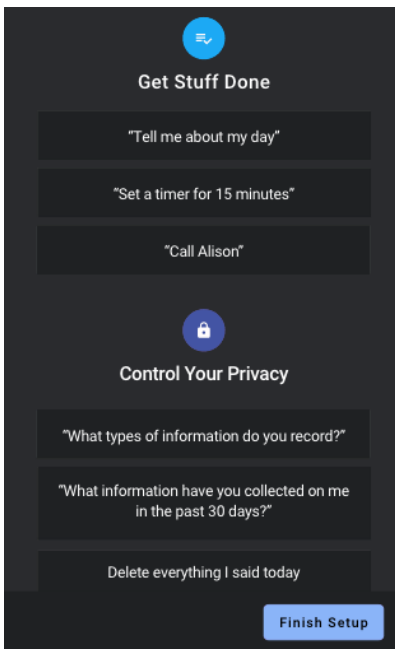 Get Stuff Done
“Tell me about my day”
“Set a timer for 15 minutes”
“Call Alison”
Control Your Privacy
“What types of information do you record?”
“What information have you collected on me
in the past 30 days?”
Delete everything I said today
Finish Setup